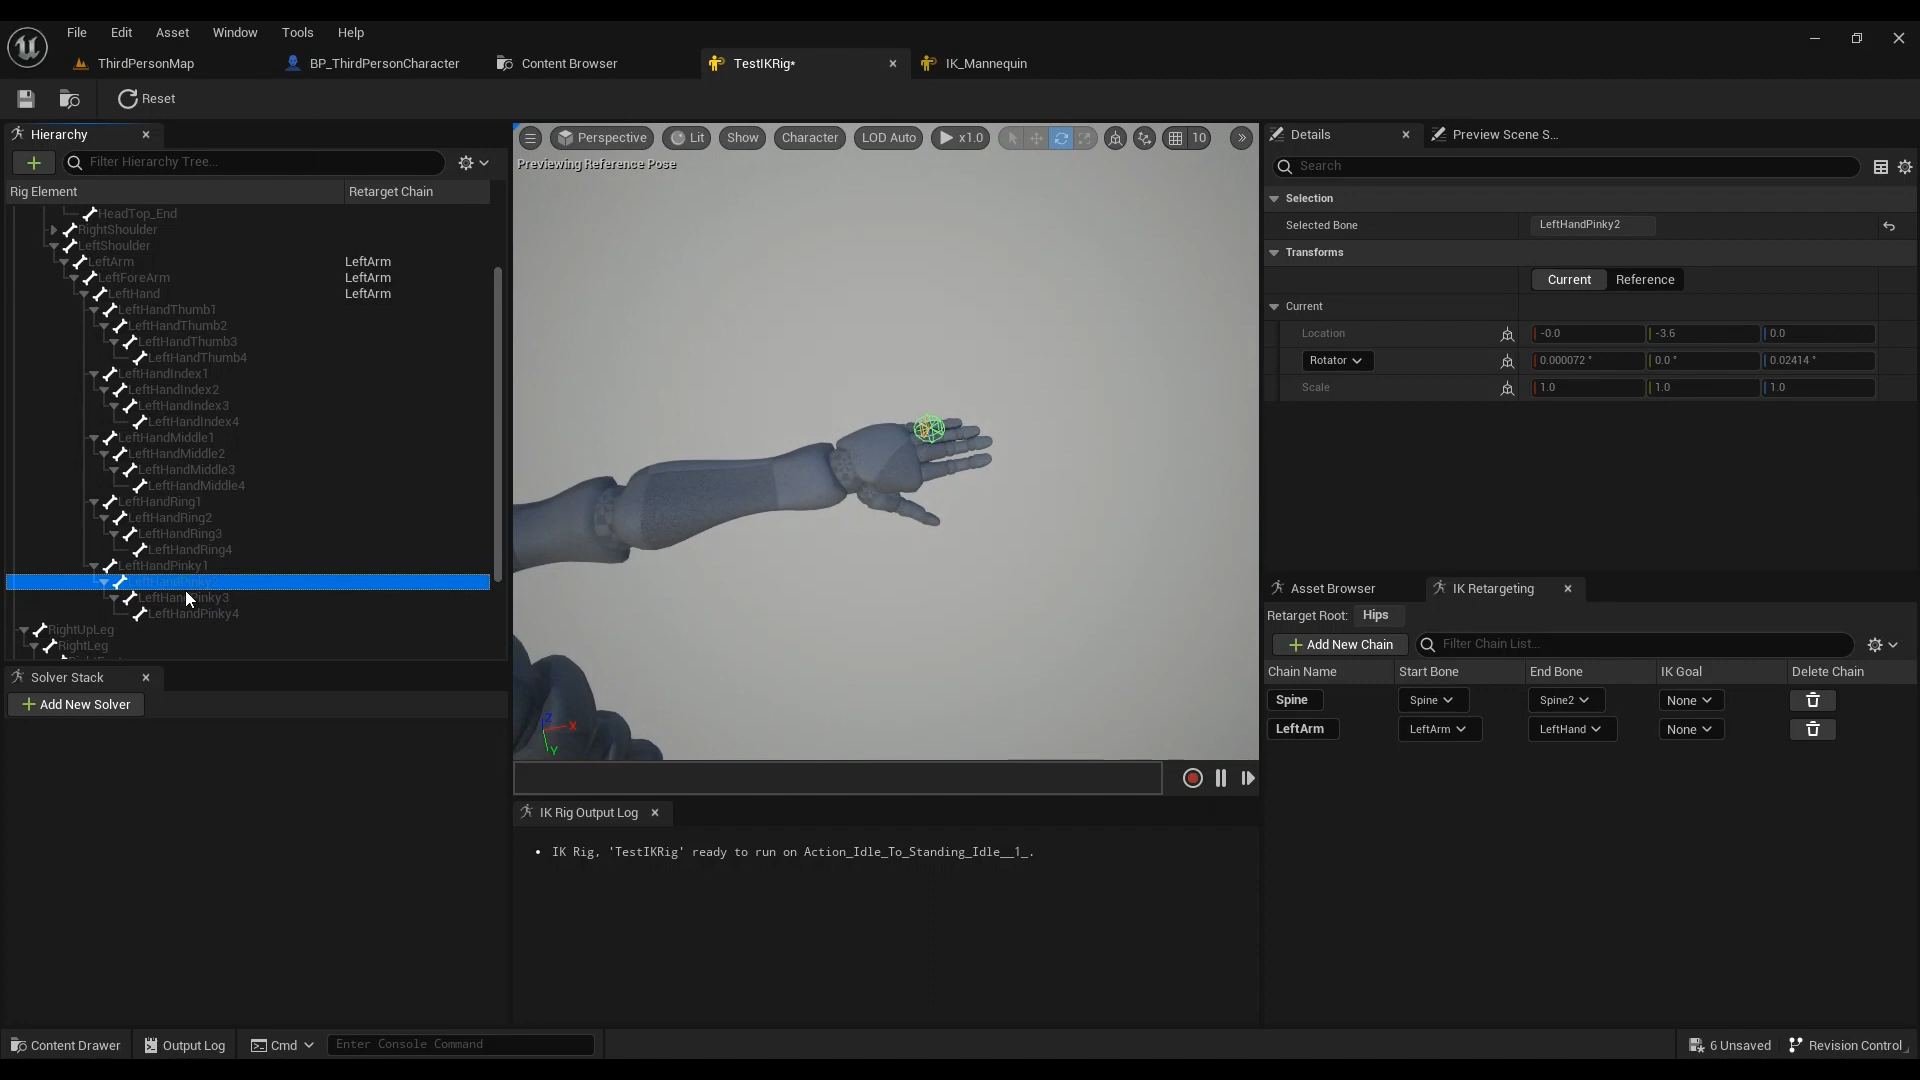 File Edit Asset Window Tools Help
ThirdPersonMap BP_ThirdPersonCharacter Content Browser TestIKRig* IK_Mannequin
Reset
Hierarchy
Filter Hierarchy Tree...
Rig Element Retarget Chain
HeadTop_End
RightShoulder
LeftShoulder
LeftArm LeftArm
LeftForeArm LeftArm
LeftHand LeftArm
LeftHandThumb1
LeftHandThumb2
LeftHandThumb3
LeftHandThumb4
LeftHandIndex1
LeftHandIndex2
LeftHandIndex3
LeftHandIndex4
LeftHandMiddle1
LeftHandMiddle2
LeftHandMiddle3
LeftHandMiddle4
LeftHandRing1
LeftHandRing2
LeftHandRing3
LeftHandRing4
LeftHandPinky1
LeftHandPinky2
LeftHandPinky3
LeftHandPinky4
RightUpLeg
RightLeg
Solver Stack
Add New Solver
Perspective Lit Show Character LOD Auto x1.0 10
Previewing Reference Pose
Z X Y
IK Rig Output Log
• IK Rig, 'TestIKRig' ready to run on Action_Idle_To_Standing_Idle__1_.
Details Preview Scene S...
Search
Selection
Selected Bone LeftHandPinky2
Transforms
Current Reference
Current
Location -0.0 -3.6 0.0
Rotator 0.000072 ° 0.0 ° 0.02414 °
Scale 1.0 1.0 1.0
Asset Browser IK Retargeting
Retarget Root: Hips
Add New Chain Filter Chain List...
Chain Name Start Bone End Bone IK Goal Delete Chain
Spine Spine Spine2 None
LeftArm LeftArm LeftHand None
Content Drawer Output Log Cmd Enter Console Command 6 Unsaved Revision Control